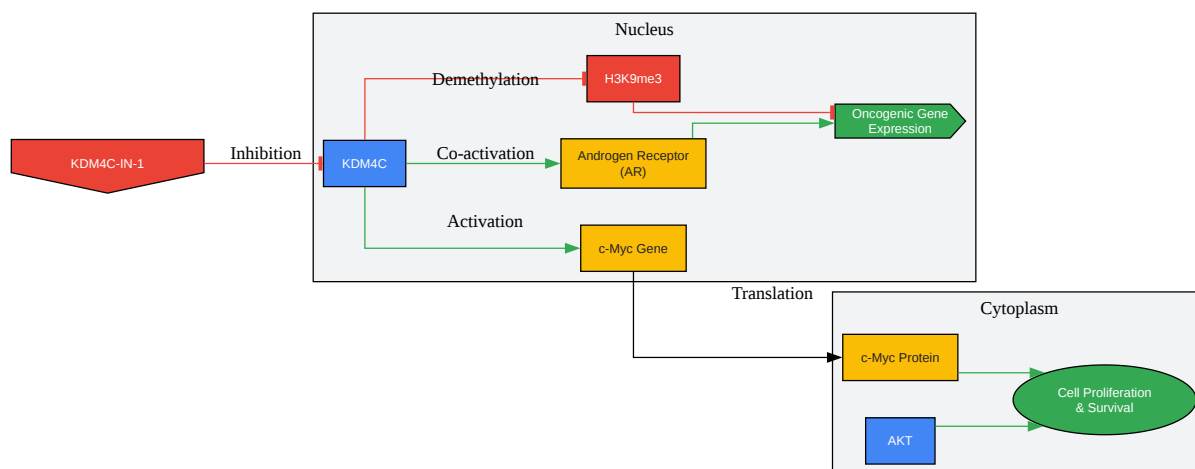 Nucleus
Demethylation
H3K9me3
Oncogenic Gene
Expression
KDM4C-IN-1
Inhibition
KDM4C
Co-activation
Androgen Receptor
(AR)
Activation
c-Myc Gene
Translation
Cytoplasm
c-Myc Protein
Cell Proliferation
& Survival
AKT